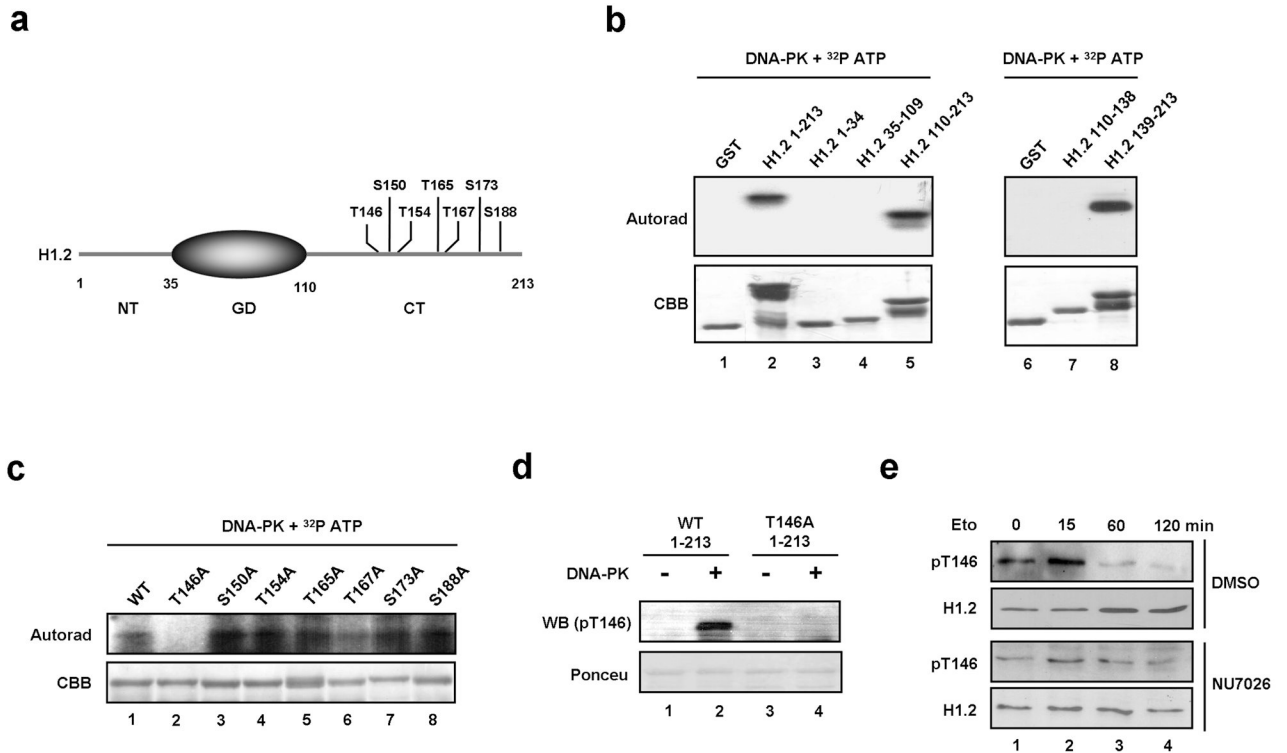 a
S150 T165 S173
T146 T154 T167 S188
H1.2
1 35 110 213
NT GD CT
b
DNA-PK + ³²P ATP
DNA-PK + ³²P ATP
GST
H1.2 1-213
H1.2 1-34
H1.2 35-109
H1.2 110-213
GST
H1.2 110-138
H1.2 139-213
Autorad
CBB
1 2 3 4 5 6 7 8
c
DNA-PK + ³²P ATP
WT
T146A
S150A
T154A
T165A
T167A
S173A
S188A
Autorad
CBB
1 2 3 4 5 6 7 8
d
WT T146A
1-213 1-213
DNA-PK - + - +
WB (pT146)
Ponceu
1 2 3 4
e
Eto 0 15 60 120 min
pT146
H1.2
DMSO
pT146
H1.2
NU7026
1 2 3 4